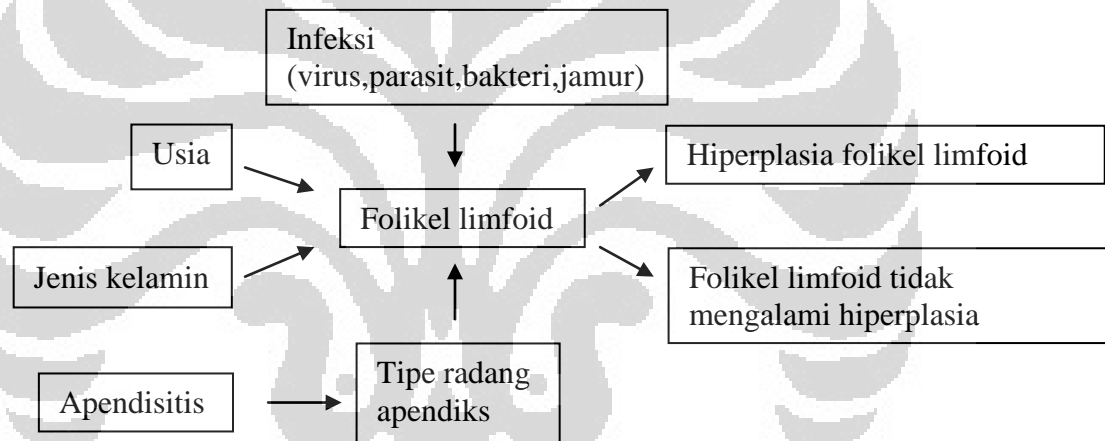 Infeksi
(virus,parasit,bakteri,jamur)
Usia
Hiperplasia folikel limfoid
Folikel limfoid
Jenis kelamin
Folikel limfoid tidak
mengalami hiperplasia
Tipe radang
apendiks
Apendisitis